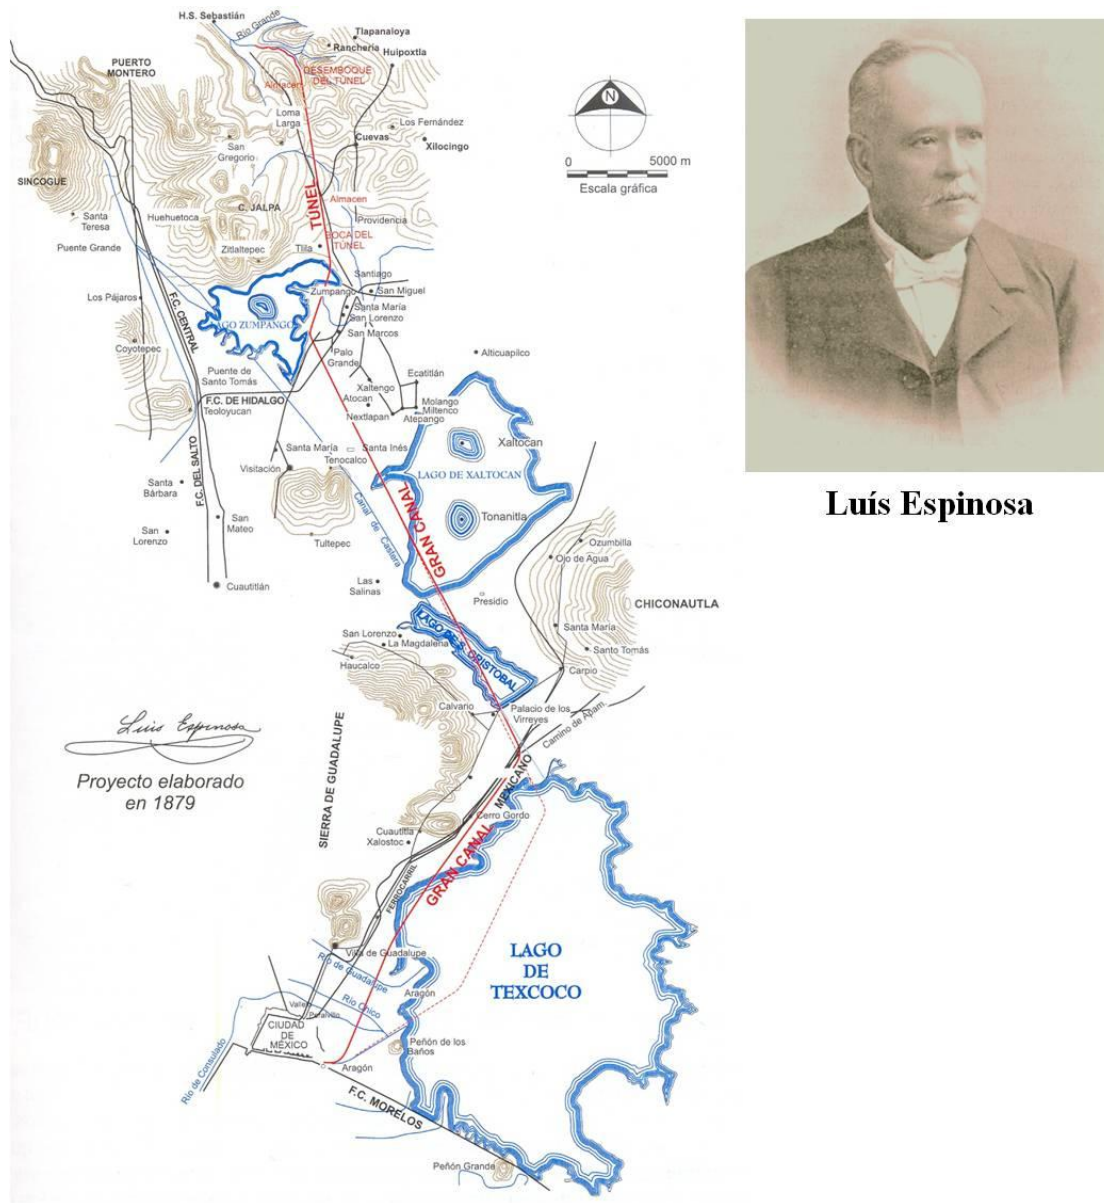 H.S. Sebastián
Río Grande
Tlapanaloya
Ranchería
Huipoxtla
PUERTO
MONTERO
DESEMBOQUE
DEL TÚNEL
Almacen
Loma
Larga
Los Fernández
San
Gregorio
Cuevas
Xilocingo
SINCOGUE
TÚNEL
Almacen
C. JALPA
Santa
Teresa
Huehuetoca
Providencia
BOCA DEL
TÚNEL
Puente Grande
Zitlaltepec
Tlila
Santiago
Zumpango
San Miguel
Los Pájaros
F.C. CENTRAL
LAGO ZUMPANGO
Santa María
San Lorenzo
San Marcos
Coyotepec
Puente de
Santo Tomás
Palo
Grande
Alticuapilco
Ecatitlán
Xaltengo
F.C. DE HIDALGO
Teoloyucan
Atocan
Molango
Miltenco
Nextlapan
Atepango
Xaltocan
Santa María
Tenocalco
Santa Inés
F.C. DEL SALTO
Visitación
LAGO DE XALTOCAN
Santa
Bárbara
Canal de Castera
GRAN CANAL
San
Mateo
Tonanitla
San
Lorenzo
Tultepec
Ozumbilla
Ojo de Agua
Cuautitlán
Las
Salinas
Presidio
CHICONAUTLA
LAGO DE S. CRISTOBAL
Santa María
San Lorenzo
La Magdalena
Santo Tomás
Haucalco
Carpio
Calvario
Palacio de los
Virreyes
Camino de Apam.
SIERRA DE GUADALUPE
MEXICANO
Cerro Gordo
Cuautitla
Xalostoc
GRAN CANAL
FERROCARRIL
Villa de Guadalupe
Río de Guadalupe
LAGO
DE
TEXCOCO
Aragón
Río Chico
Vallejo
Peralvillo
CIUDAD
DE
MÉXICO
Peñón de los
Baños
Aragón
Río de Consulado
F.C. MORELOS
Peñón Grande
N
0 5000 m
Escala gráfica
Luis Espinosa
Proyecto elaborado
en 1879
Luís Espinosa